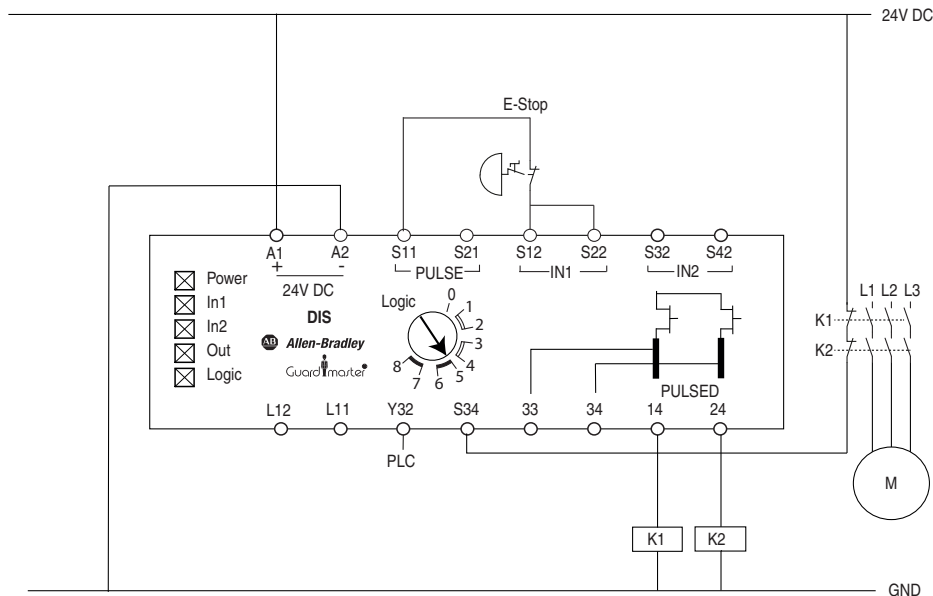 24V DC
E-Stop
A1 A2 S11 S21 S12 S22 S32 S42
+ -
PULSE IN1 IN2
24V DC
Power
In1
In2
Out
Logic
DIS
AB Allen-Bradley
Guardmaster
Logic
0
1
2
3
4
5
6
7
8
PULSED
L12 L11 Y32 S34 33 34 14 24
PLC
L1 L2 L3
K1
K2
M
K1 K2
GND